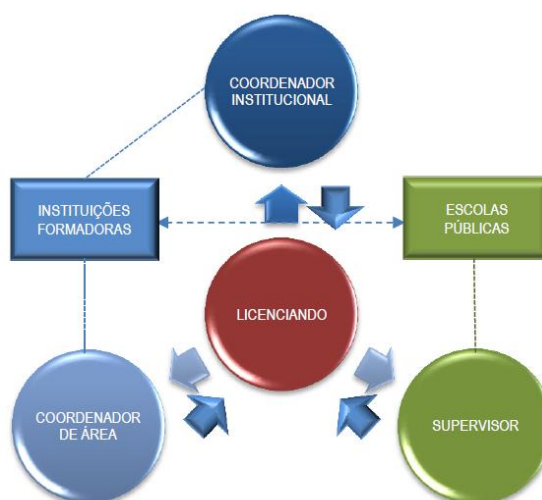 COORDENADOR
INSTITUCIONAL
INSTITUIÇÕES
FORMADORAS
ESCOLAS
PÚBLICAS
LICENCIANDO
COORDENADOR
DE ÁREA
SUPERVISOR